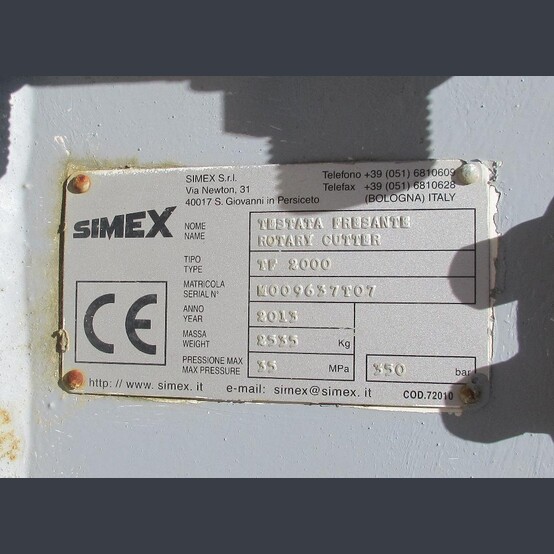 SIMEX S.r.l.
Via Newton, 31
40017 S. Giovanni in Persiceto
Telefono +39 (051) 6810609
Telefax +39 (051) 6810628
(BOLOGNA) ITALY
SIMEX
NOME
NAME
TESTATA FRESANTE
ROTARY CUTTER
TIPO
TYPE
TF 2000
MATRICOLA
SERIAL N°
M009637T07
ANNO
YEAR
2013
MASSA
WEIGHT
2535 Kg
PRESSIONE MAX
MAX PRESSURE
35 MPa
350 bar
CE
http: // www. simex. it
e-mail: simex@simex. it
COD.72010